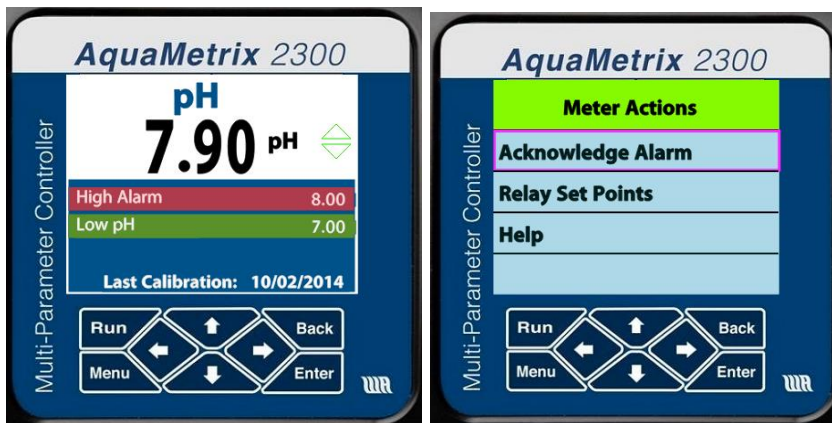 AquaMetrix 2300
Multi-Parameter Controller
pH
7.90 pH
High Alarm 8.00
Low pH 7.00
Last Calibration: 10/02/2014
Run
Back
Menu
Enter
AquaMetrix 2300
Multi-Parameter Controller
Meter Actions
Acknowledge Alarm
Relay Set Points
Help
Run
Back
Menu
Enter